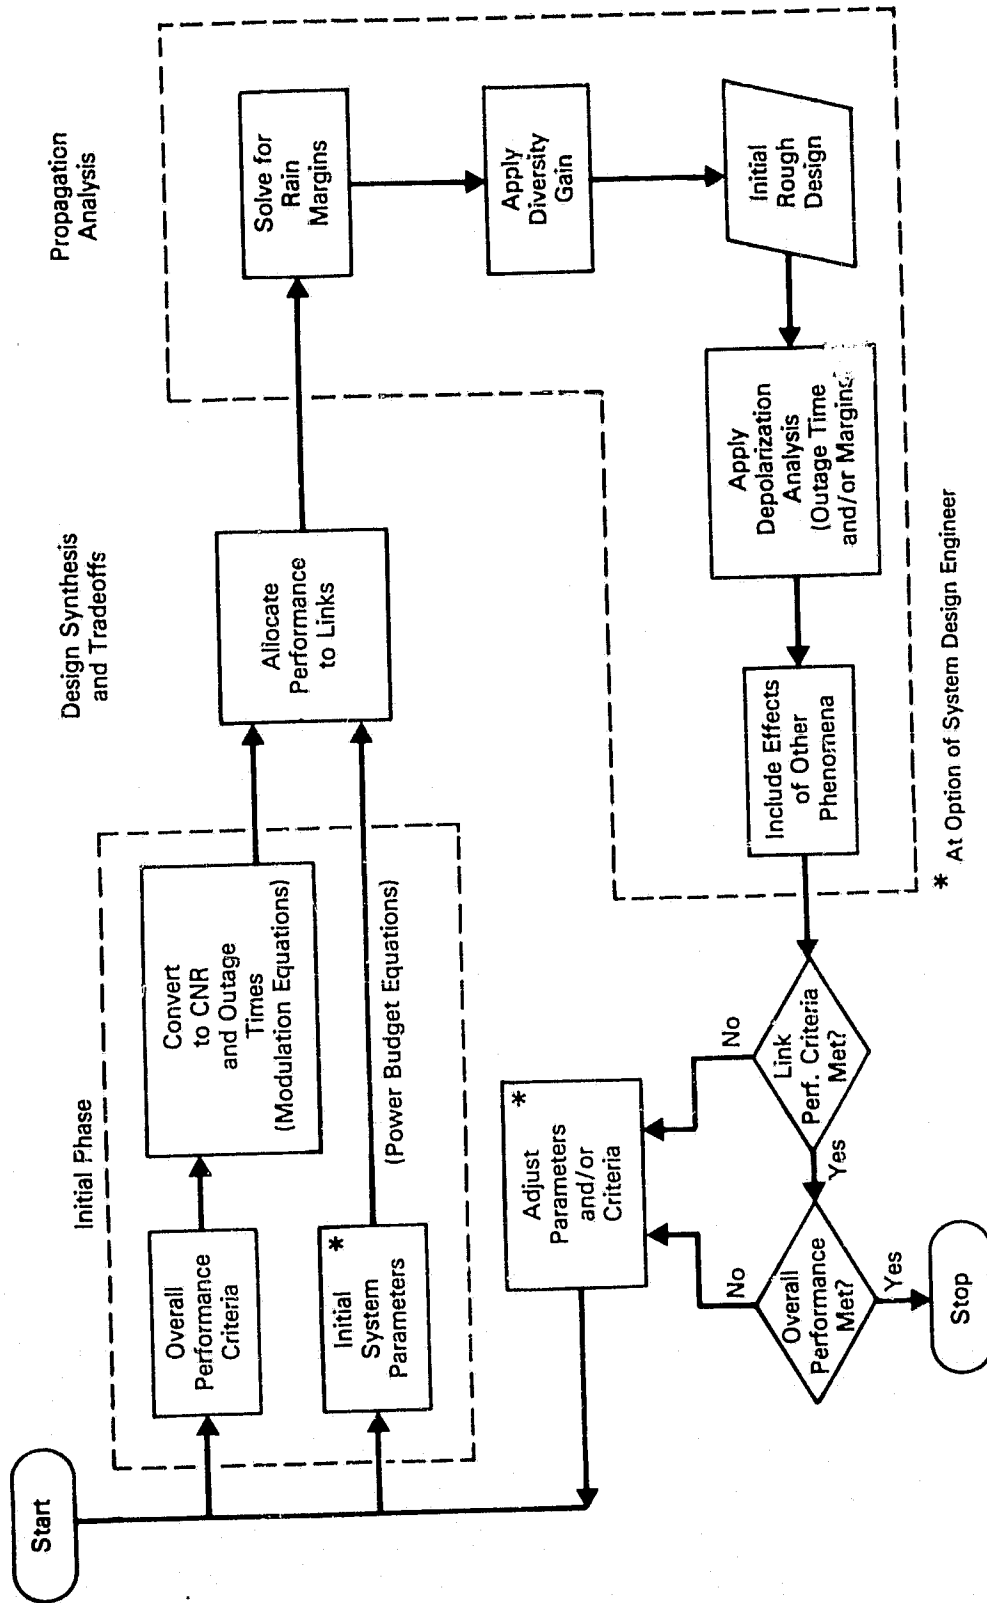 Start
Initial Phase
Overall
Performance
Criteria
Convert
to CNR
and Outage
Times
(Modulation Equations)
*
Initial
System
Parameters
(Power Budget Equations)
Design Synthesis
and Tradeoffs
Allocate
Performance
to Links
Propagation
Analysis
Solve for
Rain
Margins
Apply
Diversity
Gain
Initial
Rough
Design
Apply
Depolarization
Analysis
(Outage Time
and/or Margins
Include Effects
of Other
Phenomena
Link
Perf. Criteria
Met?
No
Yes
*
Adjust
Parameters
and/or
Criteria
Overall
Performance
Met?
No
Yes
Stop
* At Option of System Design Engineer